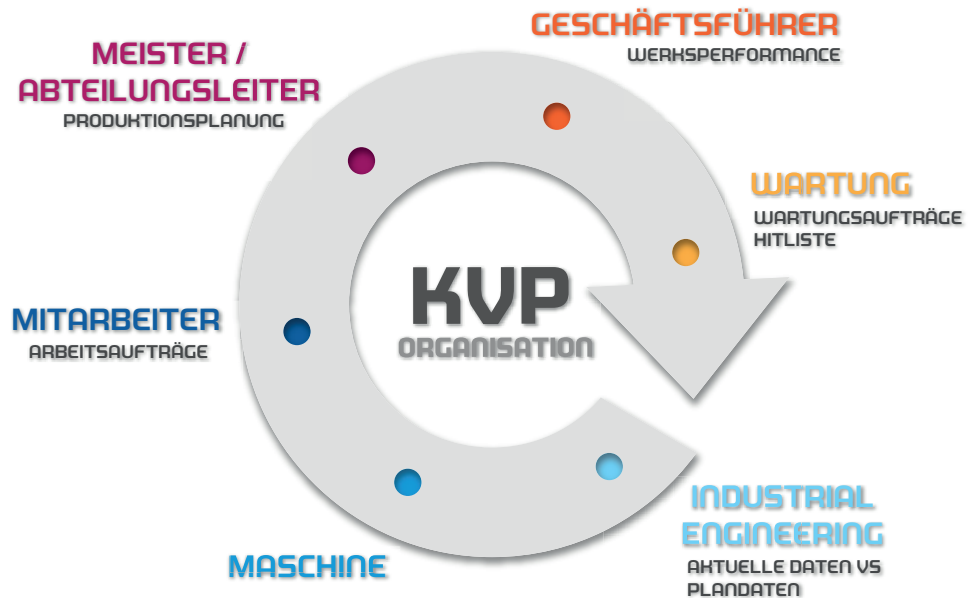 GESCHÄFTSFÜHRER
WERKSPERFORMANCE
MEISTER /
ABTEILUNGSLEITER
PRODUKTIONSPLANUNG
WARTUNG
WARTUNGSAUFTRÄGE
HITLISTE
KVP
ORGANISATION
MITARBEITER
ARBEITSAUFTRÄGE
INDUSTRIAL
ENGINEERING
AKTUELLE DATEN VS
PLANDATEN
MASCHINE